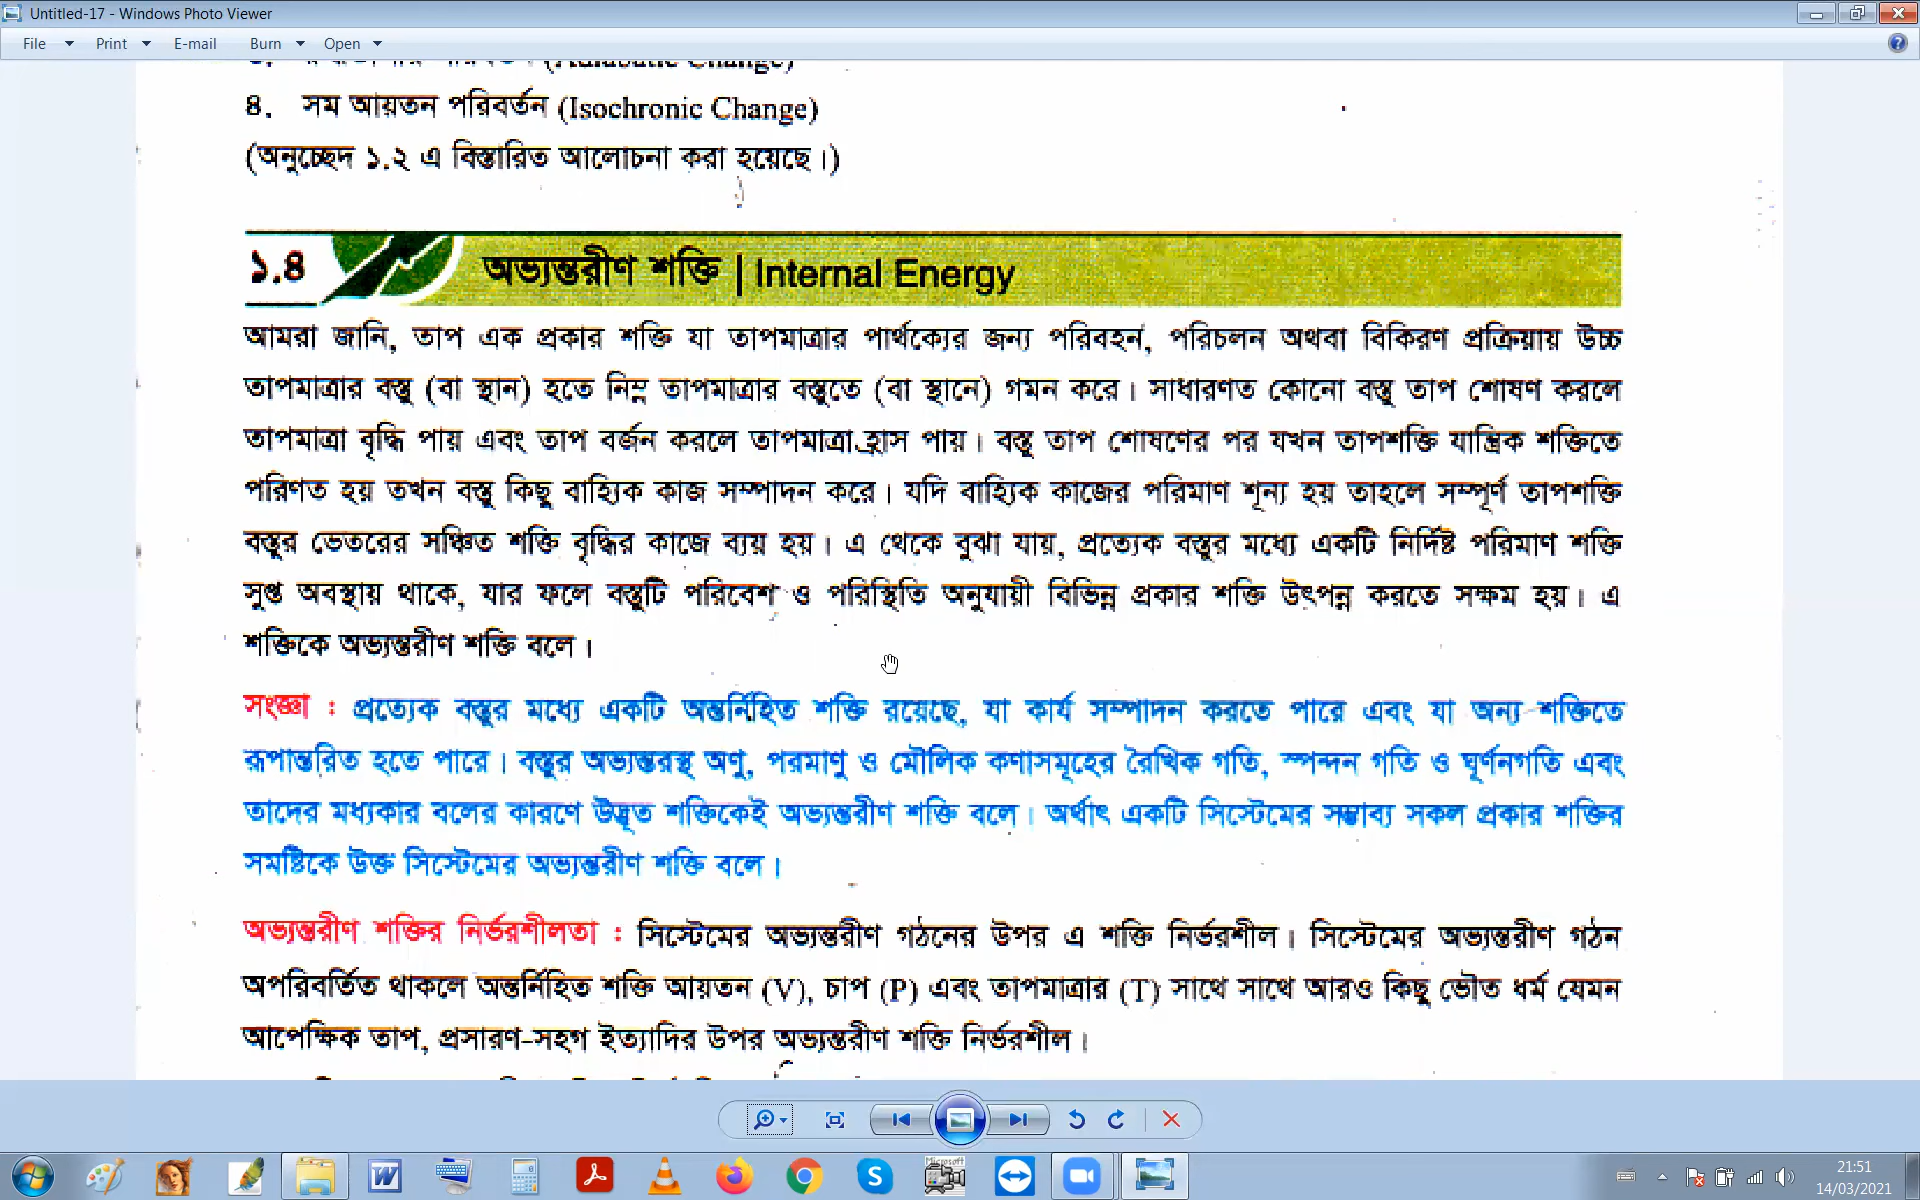 Untitled-17 - Windows Photo Viewer
File Print E-mail Burn Open
(Adiabatic Change)
৪. সম আয়তন পরিবর্তন (Isochronic Change)
(অনুচ্ছেদ ১.২ এ বিস্তারিত আলোচনা করা হয়েছে।)
১.৪ অভ্যন্তরীণ শক্তি | Internal Energy
আমরা জানি, তাপ এক প্রকার শক্তি যা তাপমাত্রার পার্থক্যের জন্য পরিবহন, পরিচলন অথবা বিকিরণ প্রক্রিয়ায় উচ্চ
তাপমাত্রার বস্তু (বা স্থান) হতে নিম্ন তাপমাত্রার বস্তুতে (বা স্থানে) গমন করে। সাধারণত কোনো বস্তু তাপ শোষণ করলে
তাপমাত্রা বৃদ্ধি পায় এবং তাপ বর্জন করলে তাপমাত্রা হ্রাস পায়। বস্তু তাপ শোষণের পর যখন তাপশক্তি যান্ত্রিক শক্তিতে
পরিণত হয় তখন বস্তু কিছু বাহ্যিক কাজ সম্পাদন করে। যদি বাহ্যিক কাজের পরিমাণ শূন্য হয় তাহলে সম্পূর্ণ তাপশক্তি
বস্তুর ভেতরের সঞ্চিত শক্তি বৃদ্ধির কাজে ব্যয় হয়। এ থেকে বুঝা যায়, প্রত্যেক বস্তুর মধ্যে একটি নির্দিষ্ট পরিমাণ শক্তি
সুপ্ত অবস্থায় থাকে, যার ফলে বস্তুটি পরিবেশ ও পরিস্থিতি অনুযায়ী বিভিন্ন প্রকার শক্তি উৎপন্ন করতে সক্ষম হয়। এ
শক্তিকে অভ্যন্তরীণ শক্তি বলে।
সংজ্ঞা : প্রত্যেক বস্তুর মধ্যে একটি অন্তর্নিহিত শক্তি রয়েছে, যা কার্য সম্পাদন করতে পারে এবং যা অন্য শক্তিতে
রূপান্তরিত হতে পারে। বস্তুর অভ্যন্তরস্থ অণু, পরমাণু ও মৌলিক কণাসমূহের রৈখিক গতি, স্পন্দন গতি ও ঘূর্ণনগতি এবং
তাদের মধ্যকার বলের কারণে উদ্ভূত শক্তিকেই অভ্যন্তরীণ শক্তি বলে। অর্থাৎ একটি সিস্টেমের সম্ভাব্য সকল প্রকার শক্তির
সমষ্টিকে উক্ত সিস্টেমের অভ্যন্তরীণ শক্তি বলে।
অভ্যন্তরীণ শক্তির নির্ভরশীলতা : সিস্টেমের অভ্যন্তরীণ গঠনের উপর এ শক্তি নির্ভরশীল। সিস্টেমের অভ্যন্তরীণ গঠন
অপরিবর্তিত থাকলে অন্তর্নিহিত শক্তি আয়তন (V), চাপ (P) এবং তাপমাত্রার (T) সাথে সাথে আরও কিছু ভৌত ধর্ম যেমন
আপেক্ষিক তাপ, প্রসারণ-সহগ ইত্যাদির উপর অভ্যন্তরীণ শক্তি নির্ভরশীল।
21:51
14/03/2021